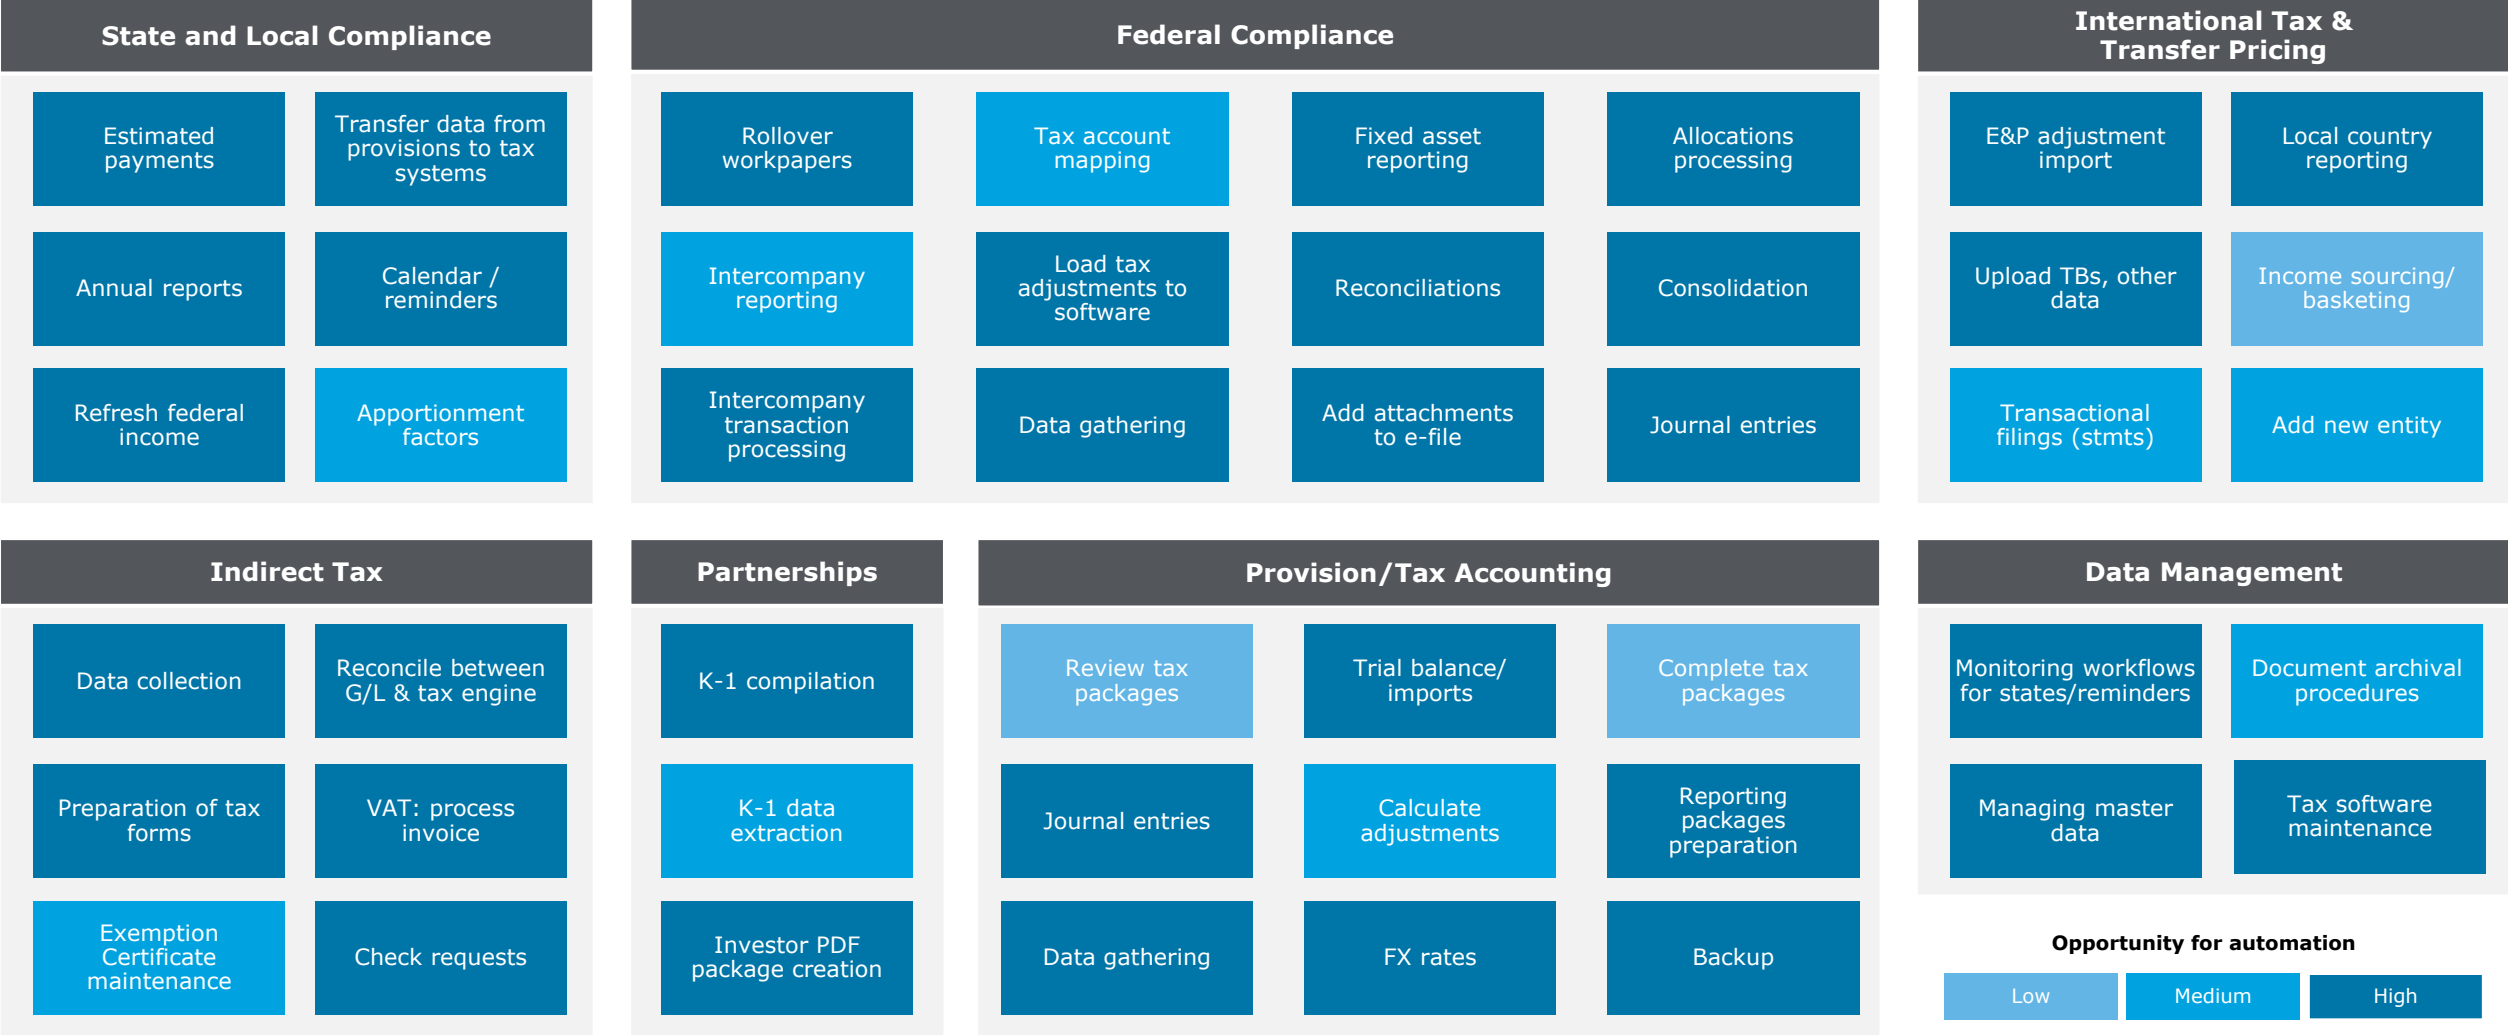 State and Local Compliance
Estimated
payments
Transfer data from
provisions to tax
systems
Annual reports
Calendar /
reminders
Refresh federal
income
Apportionment
factors
Federal Compliance
Rollover
workpapers
Tax account
mapping
Fixed asset
reporting
Allocations
processing
Intercompany
reporting
Load tax
adjustments to
software
Reconciliations
Consolidation
Intercompany
transaction
processing
Data gathering
Add attachments
to e-file
Journal entries
International Tax &
Transfer Pricing
E&P adjustment
import
Local country
reporting
Upload TBs, other
data
Income sourcing/
basketing
Transactional
filings (stmts)
Add new entity
Indirect Tax
Data collection
Reconcile between
G/L & tax engine
Preparation of tax
forms
VAT: process
invoice
Exemption
Certificate
maintenance
Check requests
Partnerships
K-1 compilation
K-1 data
extraction
Investor PDF
package creation
Provision/Tax Accounting
Review tax
packages
Trial balance/
imports
Complete tax
packages
Journal entries
Calculate
adjustments
Reporting
packages
preparation
Data gathering
FX rates
Backup
Data Management
Monitoring workflows
for states/reminders
Document archival
procedures
Managing master
data
Tax software
maintenance
Opportunity for automation
Low
Medium
High